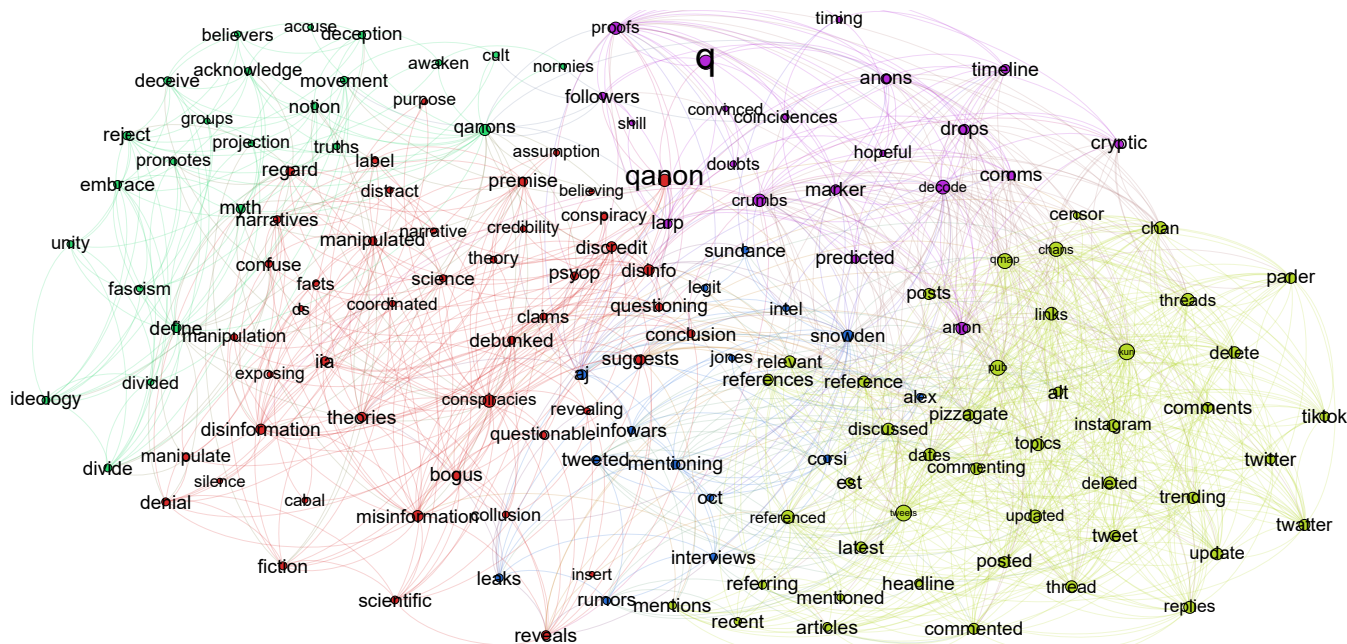 proofs
timing
believers
accuse
deception
q
cult
awaken
normies
acknowledge
deceive
movement
anons
timeline
purpose
followers
notion
convinced
coincidences
groups
shill
reject
qanons
drops
projection
truths
cryptic
assumption
hopeful
promotes
label
doubts
regard
qanon
comms
embrace
premise
believing
marker
decode
distract
crumbs
myth
narratives
conspiracy
censor
credibility
larp
chan
narrative
unity
manipulated
discredit
sundance
chans
theory
predicted
qmap
confuse
science
psyop
disinfo
parler
facts
legit
fascism
posts
threads
coordinated
questioning
ds
intel
links
claims
define
anon
manipulation
conclusion
snowden
debunked
iia
suggests
jones
relevant
kun
delete
exposing
aj
references
reference
pub
divided
alt
ideology
conspiracies
alex
comments
revealing
theories
pizzagate
tiktok
disinformation
questionable
infowars
discussed
instagram
topics
manipulate
tweeted
mentioning
corsi
dates
twitter
divide
commenting
silence
bogus
est
deleted
denial
cabal
oct
trending
misinformation
collusion
referenced
tweets
updated
twatter
tweet
latest
interviews
update
fiction
leaks
insert
posted
referring
headline
thread
scientific
rumors
mentions
mentioned
replies
reveals
recent
articles
commented